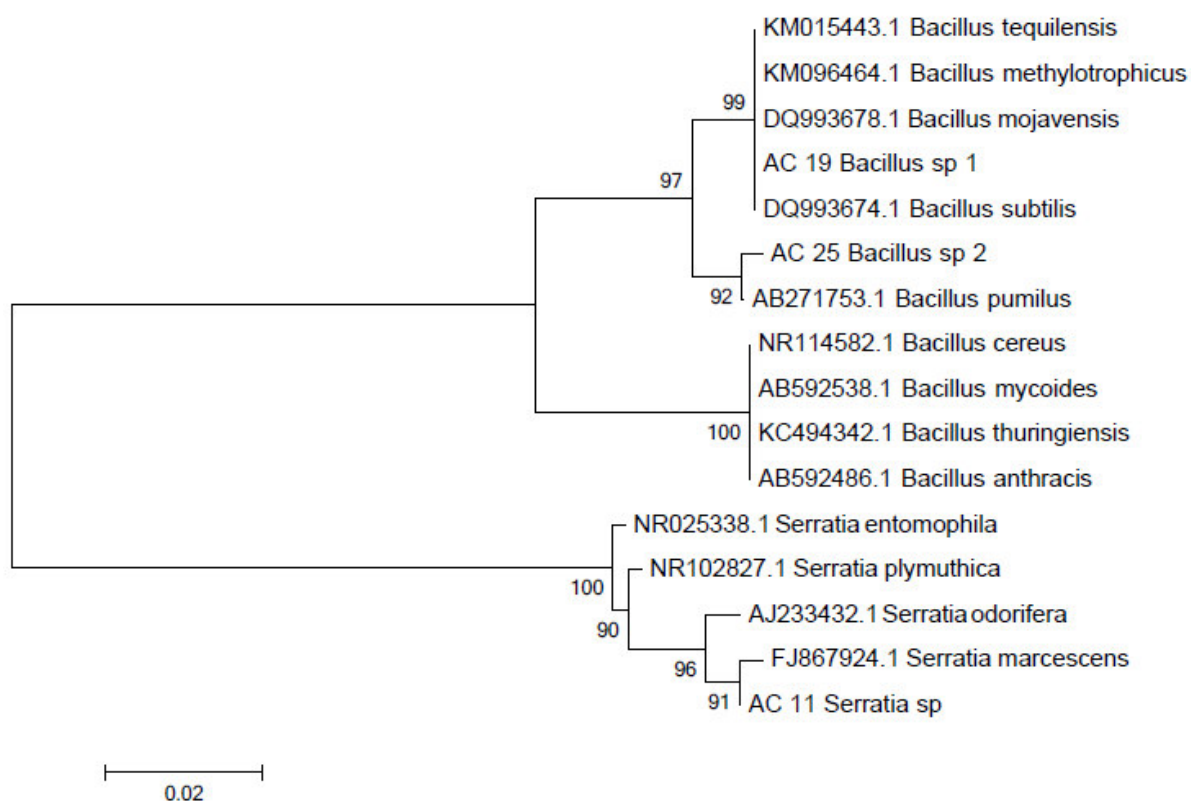 KM015443.1 Bacillus tequilensis
KM096464.1 Bacillus methylotrophicus
99
DQ993678.1 Bacillus mojavensis
AC 19 Bacillus sp 1
97
DQ993674.1 Bacillus subtilis
AC 25 Bacillus sp 2
92
AB271753.1 Bacillus pumilus
NR114582.1 Bacillus cereus
AB592538.1 Bacillus mycoides
100
KC494342.1 Bacillus thuringiensis
AB592486.1 Bacillus anthracis
NR025338.1 Serratia entomophila
NR102827.1 Serratia plymuthica
100
AJ233432.1 Serratia odorifera
90
FJ867924.1 Serratia marcescens
96
91
AC 11 Serratia sp
0.02